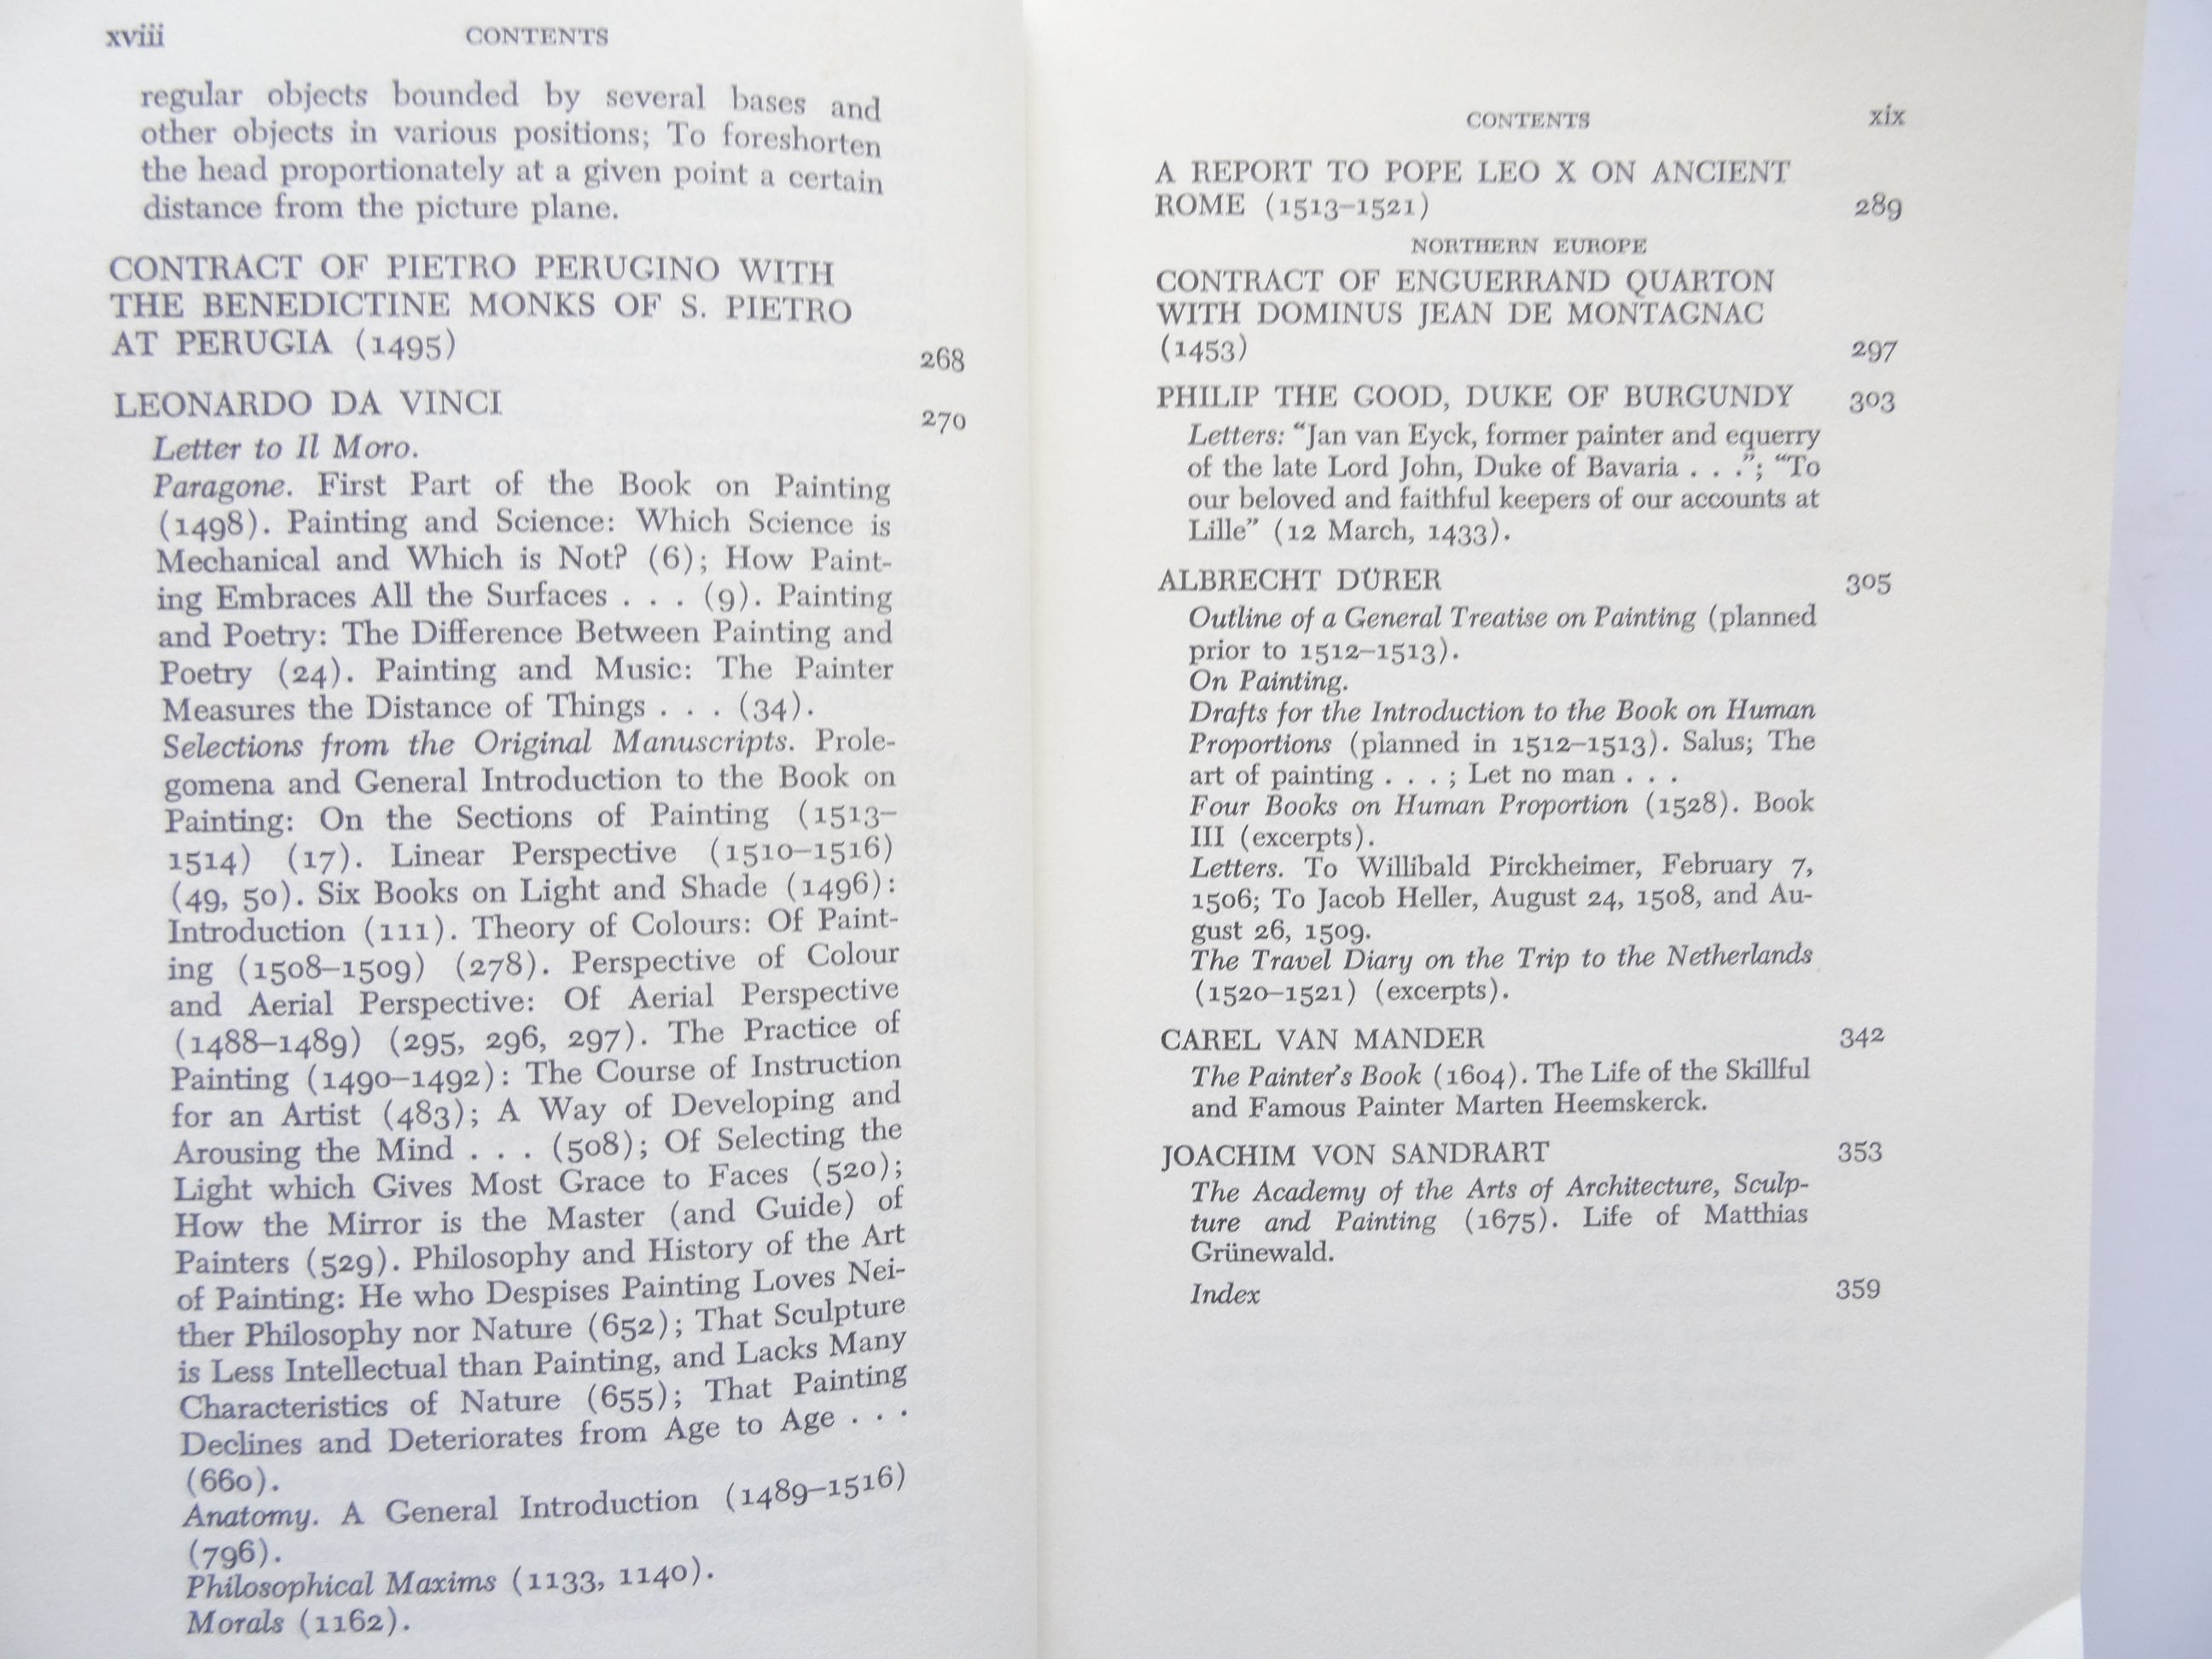 xviii CONTENTS
regular objects bounded by several bases and
other objects in various positions; To foreshorten
the head proportionately at a given point a certain
distance from the picture plane.
CONTRACT OF PIETRO PERUGINO WITH
THE BENEDICTINE MONKS OF S. PIETRO
AT PERUGIA (1495) 268
LEONARDO DA VINCI 270
Letter to Il Moro.
Paragone. First Part of the Book on Painting
(1498). Painting and Science: Which Science is
Mechanical and Which is Not? (6); How Paint-
ing Embraces All the Surfaces . . . (9). Painting
and Poetry: The Difference Between Painting and
Poetry (24). Painting and Music: The Painter
Measures the Distance of Things . . . (34).
Selections from the Original Manuscripts. Prole-
gomena and General Introduction to the Book on
Painting: On the Sections of Painting (1513–
1514) (17). Linear Perspective (1510–1516)
(49, 50). Six Books on Light and Shade (1496):
Introduction (111). Theory of Colours: Of Paint-
ing (1508–1509) (278). Perspective of Colour
and Aerial Perspective: Of Aerial Perspective
(1488–1489) (295, 296, 297). The Practice of
Painting (1490–1492): The Course of Instruction
for an Artist (483); A Way of Developing and
Arousing the Mind . . . (508); Of Selecting the
Light which Gives Most Grace to Faces (520);
How the Mirror is the Master (and Guide) of
Painters (529). Philosophy and History of the Art
of Painting: He who Despises Painting Loves Nei-
ther Philosophy nor Nature (652); That Sculpture
is Less Intellectual than Painting, and Lacks Many
Characteristics of Nature (655); That Painting
Declines and Deteriorates from Age to Age . . .
(660).
Anatomy. A General Introduction (1489–1516)
(796).
Philosophical Maxims (1133, 1140).
Morals (1162).
CONTENTS xix
A REPORT TO POPE LEO X ON ANCIENT
ROME (1513–1521) 289
NORTHERN EUROPE
CONTRACT OF ENGUERRAND QUARTON
WITH DOMINUS JEAN DE MONTAGNAC
(1453) 297
PHILIP THE GOOD, DUKE OF BURGUNDY 303
Letters: “Jan van Eyck, former painter and equerry
of the late Lord John, Duke of Bavaria . . .”; “To
our beloved and faithful keepers of our accounts at
Lille” (12 March, 1433).
ALBRECHT DÜRER 305
Outline of a General Treatise on Painting (planned
prior to 1512–1513).
On Painting.
Drafts for the Introduction to the Book on Human
Proportions (planned in 1512–1513). Salus; The
art of painting . . . ; Let no man . . .
Four Books on Human Proportion (1528). Book
III (excerpts).
Letters. To Willibald Pirckheimer, February 7,
1506; To Jacob Heller, August 24, 1508, and Au-
gust 26, 1509.
The Travel Diary on the Trip to the Netherlands
(1520–1521) (excerpts).
CAREL VAN MANDER 342
The Painter's Book (1604). The Life of the Skillful
and Famous Painter Marten Heemskerck.
JOACHIM VON SANDRART 353
The Academy of the Arts of Architecture, Sculp-
ture and Painting (1675). Life of Matthias
Grünewald.
Index 359